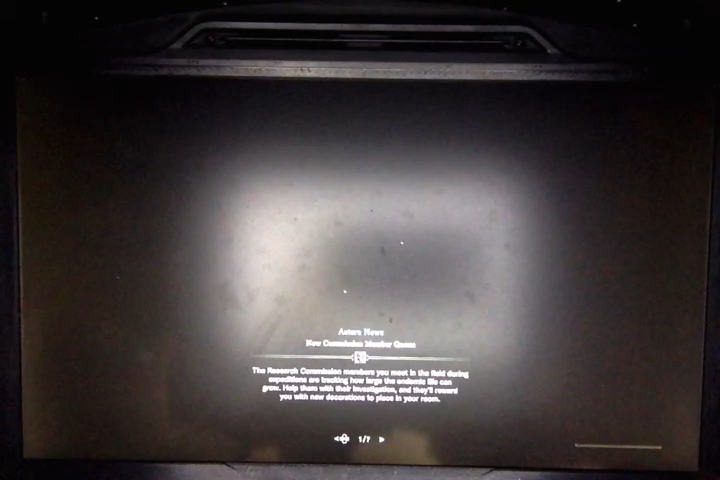 Astera News
New Commission Member Quests
The Research Commission members you meet in the field during
expeditions are tracking how large the endemic life can
grow. Help them with their investigation, and they'll reward
you with new decorations to place in your room.
1/7